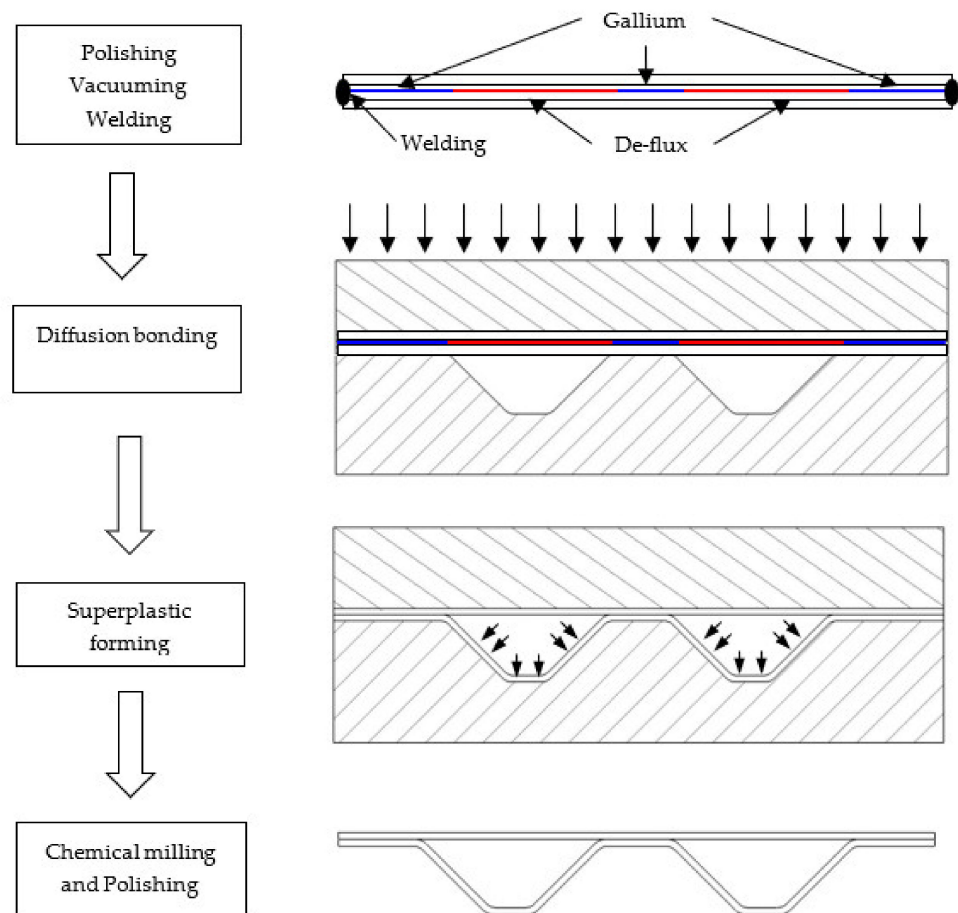 Polishing
Vacuuming
Welding
Gallium
Welding
De-flux
Diffusion bonding
Superplastic
forming
Chemical milling
and Polishing